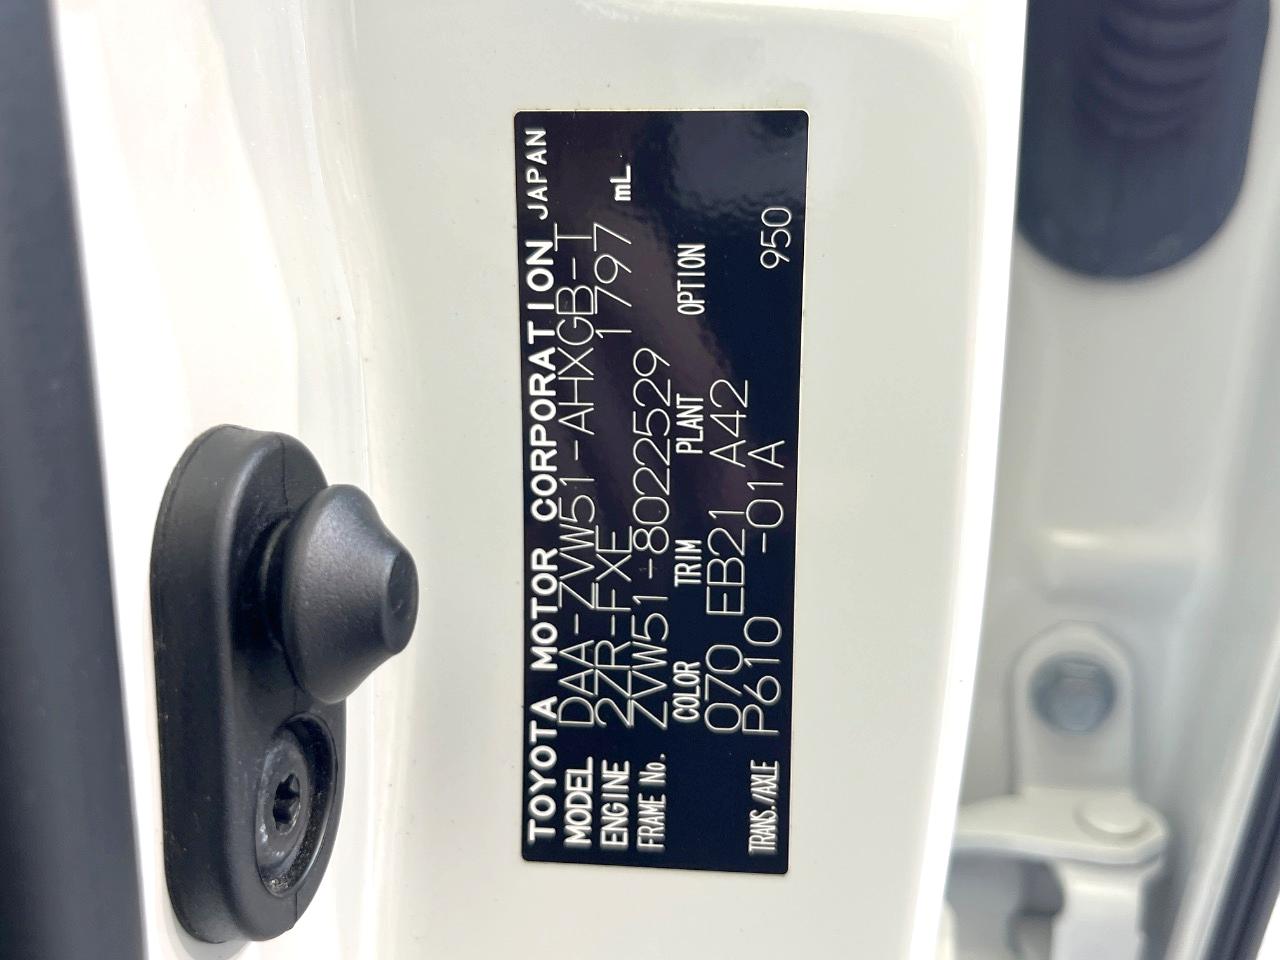 TOYOTA MOTOR CORPORATION JAPAN
MODEL DAA-ZVW51-AHXGB-T
ENGINE 2ZR-FXE 1797 mL
FRAME No. ZVW51-8022529
COLOR TRIM PLANT OPTION
070 EB21 A42
TRANS./AXLE P610 -01A 950